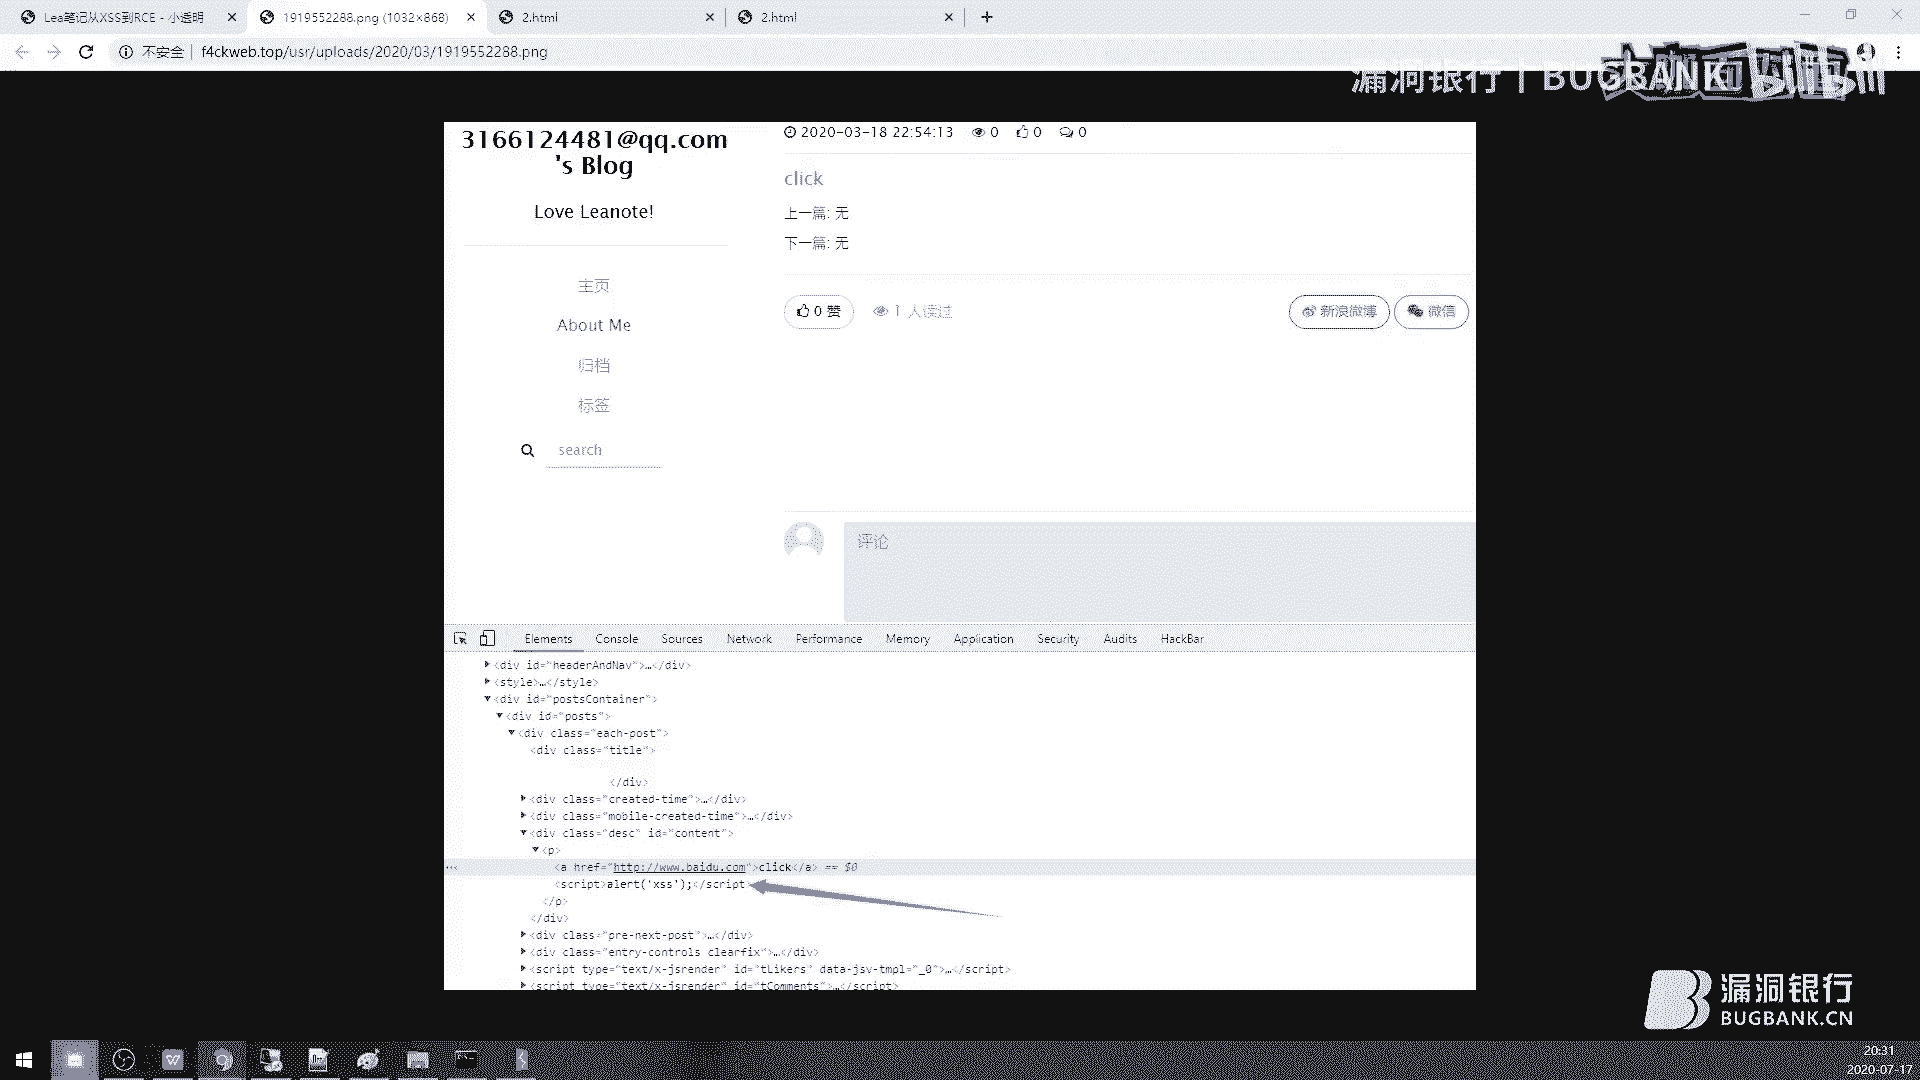 Lea笔记从XSS到RCE - 小透明
1919552288.png (1032×868)
2.html
2.html
不安全
f4ckweb.top/usr/uploads/2020/03/1919552288.png
漏洞银行丨BUGBANK
bilibili
3166124481@qq.com
's Blog
Love Leanote!
主页
About Me
归档
标签
search
2020-03-18 22:54:13 0 0 0
click
上一篇: 无
下一篇: 无
0 赞
1 人读过
新浪微博
微信
评论
Elements Console Sources Network Performance Memory Application Security Audits HackBar
<div id="headerAndNav">…</div>
<style>…</style>
<div id="postsContainer">
<div id="posts">
<div class="each-post">
<div class="title">
</div>
<div class="created-time">…</div>
<div class="mobile-created-time">…</div>
<div class="desc" id="content">
<p>
<a href="http://www.baidu.com">click</a> == $0
<script>alert('xss');</script>
</p>
</div>
<div class="pre-next-post">…</div>
<div class="entry-controls clearfix">…</div>
<script type="text/x-jsrender" id="tLikers" data-jsv-tmpl="_0">…</script>
<script type="text/x-jsrender" id="tComments">…</script>
漏洞银行
BUGBANK.CN
20:31
2020-07-17